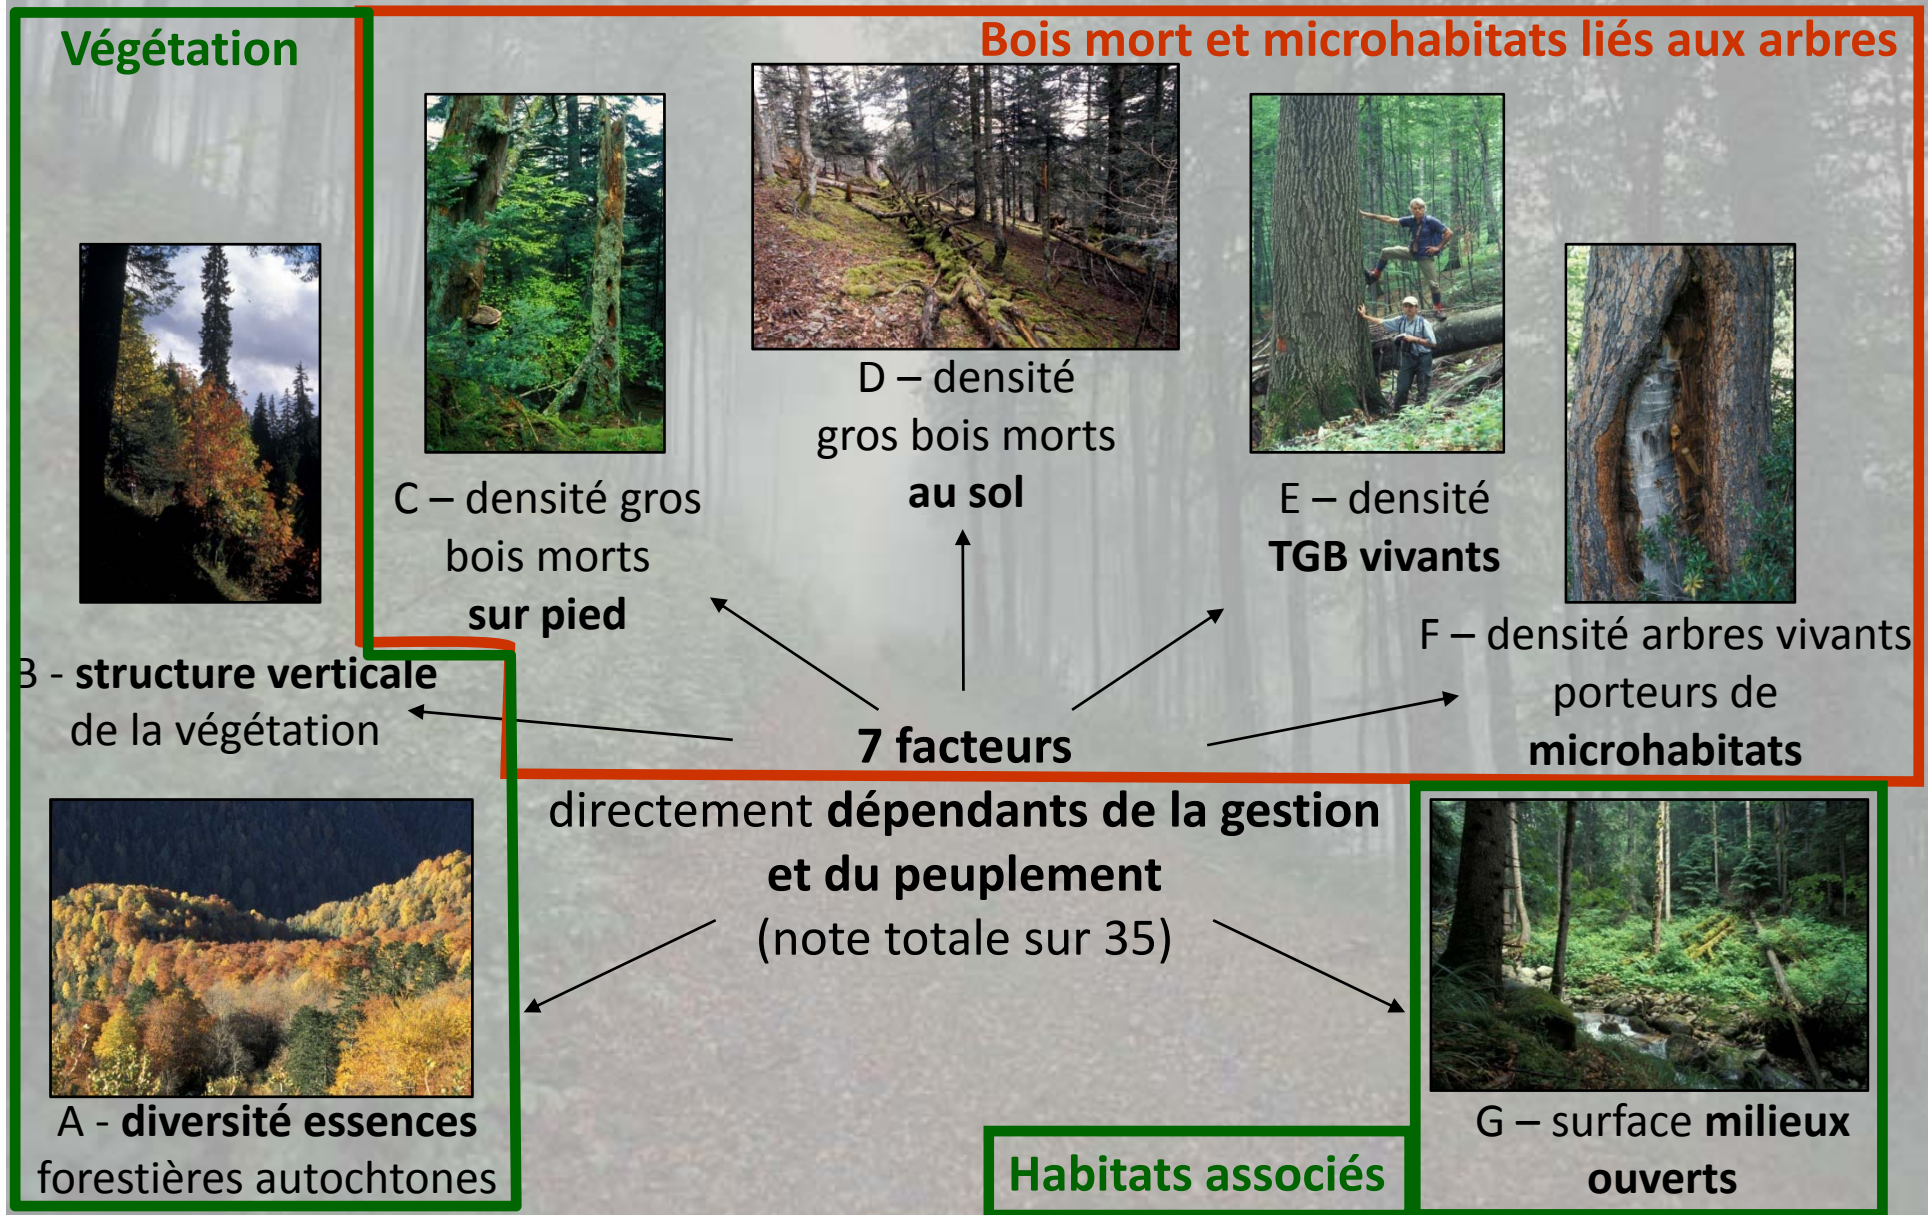 Végétation
Bois mort et microhabitats liés aux arbres
C – densité gros
bois morts
sur pied
D – densité
gros bois morts
au sol
E – densité
TGB vivants
F – densité arbres vivants
porteurs de
microhabitats
B - structure verticale
de la végétation
7 facteurs
directement dépendants de la gestion
et du peuplement
(note totale sur 35)
A - diversité essences
forestières autochtones
Habitats associés
G – surface milieux
ouverts